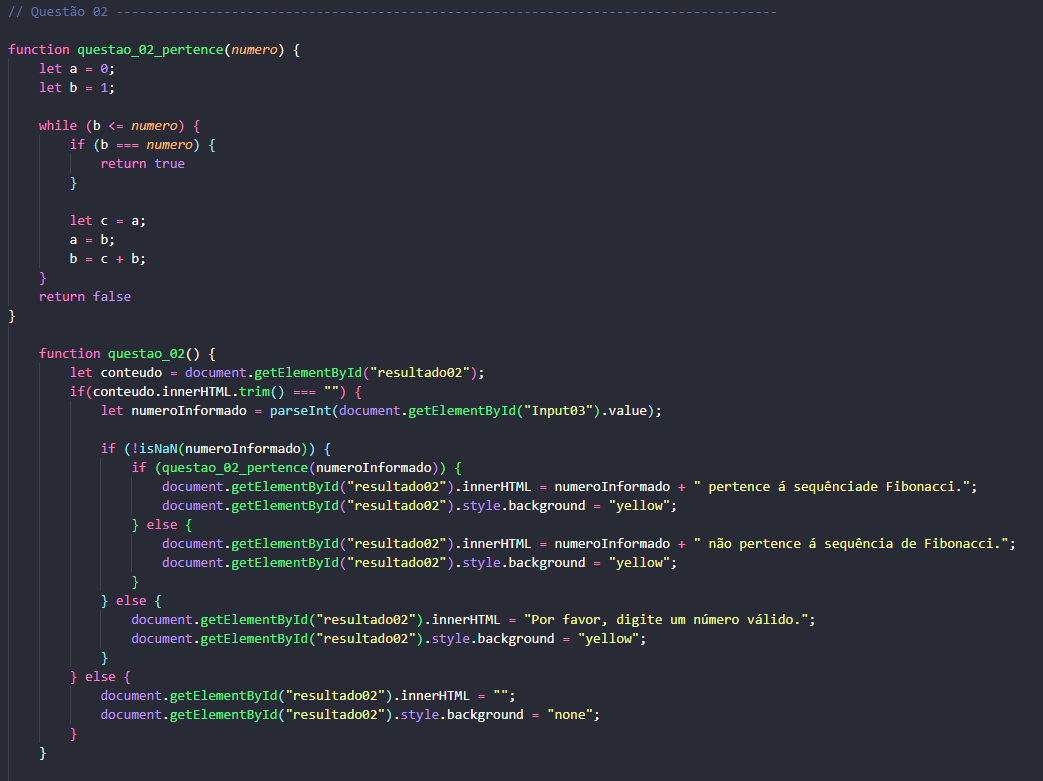 // Questão 02 --------------------------------------------------------------------------------------
function questao_02_pertence(numero) {
let a = 0;
let b = 1;
while (b <= numero) {
if (b === numero) {
return true
}
let c = a;
a = b;
b = c + b;
}
return false
}
function questao_02() {
let conteudo = document.getElementById("resultado02");
if(conteudo.innerHTML.trim() === "") {
let numeroInformado = parseInt(document.getElementById("Input03").value);
if (!isNaN(numeroInformado)) {
if (questao_02_pertence(numeroInformado)) {
document.getElementById("resultado02").innerHTML = numeroInformado + " pertence á sequênciade Fibonacci.";
document.getElementById("resultado02").style.background = "yellow";
} else {
document.getElementById("resultado02").innerHTML = numeroInformado + " não pertence á sequência de Fibonacci.";
document.getElementById("resultado02").style.background = "yellow";
}
} else {
document.getElementById("resultado02").innerHTML = "Por favor, digite um número válido.";
document.getElementById("resultado02").style.background = "yellow";
}
} else {
document.getElementById("resultado02").innerHTML = "";
document.getElementById("resultado02").style.background = "none";
}
}